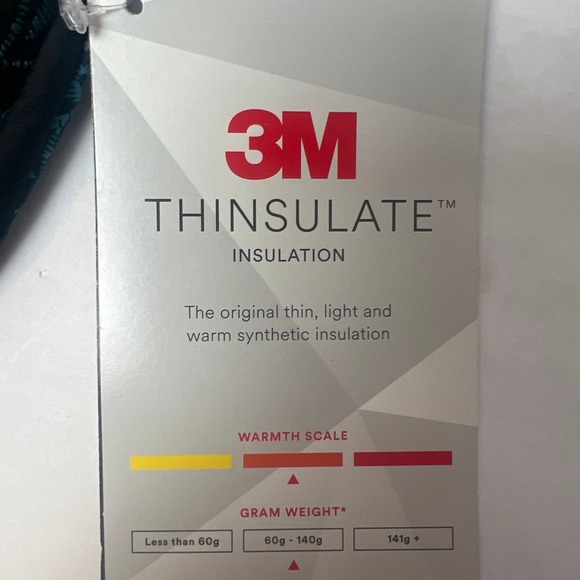 3M
THINSULATE™
INSULATION
The original thin, light and
warm synthetic insulation
WARMTH SCALE
GRAM WEIGHT*
Less than 60g 60g - 140g 141g +